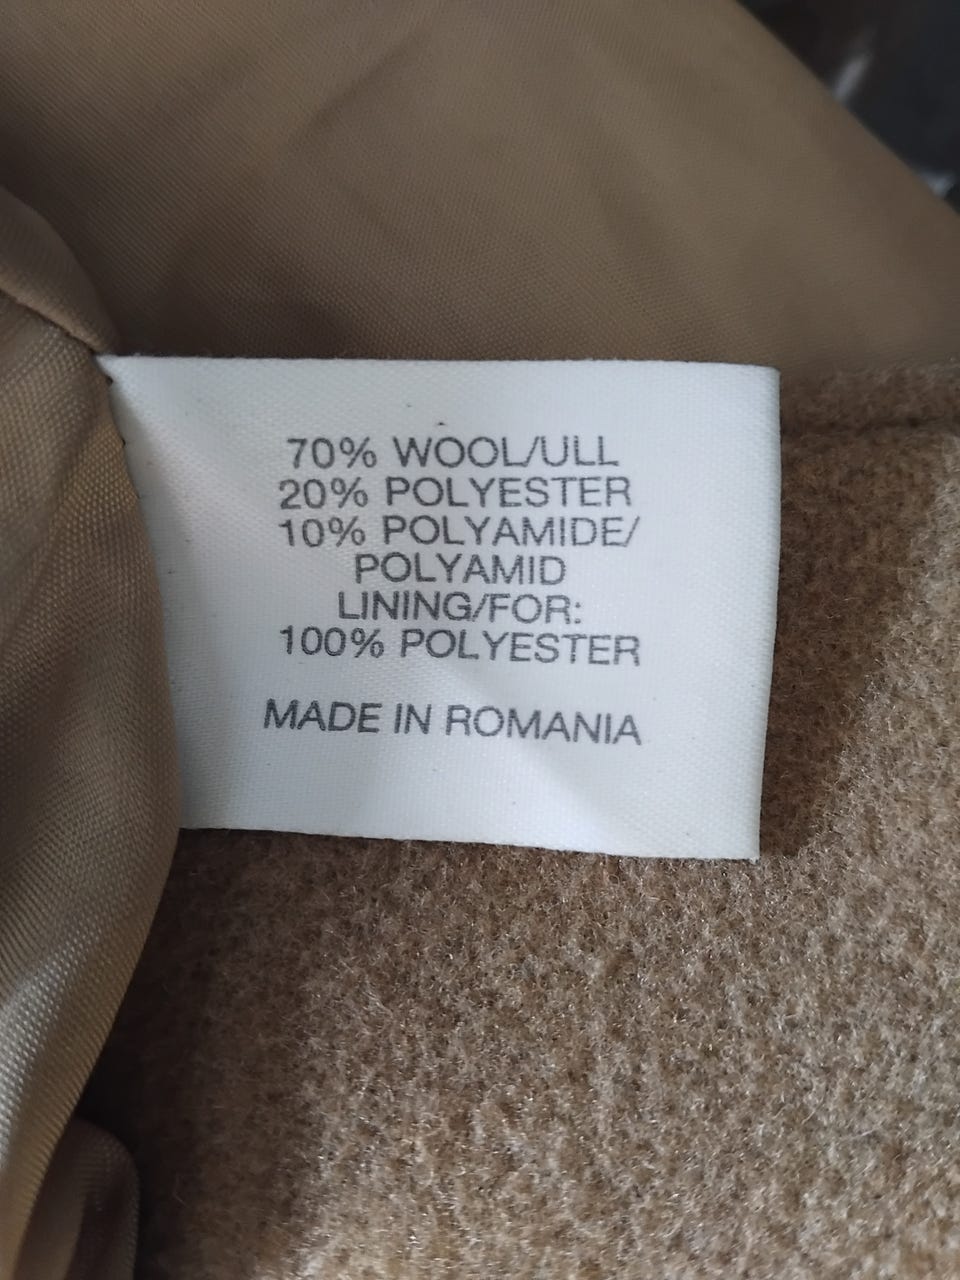 70% WOOL/ULL
20% POLYESTER
10% POLYAMIDE/
POLYAMID
LINING/FOR:
100% POLYESTER
MADE IN ROMANIA